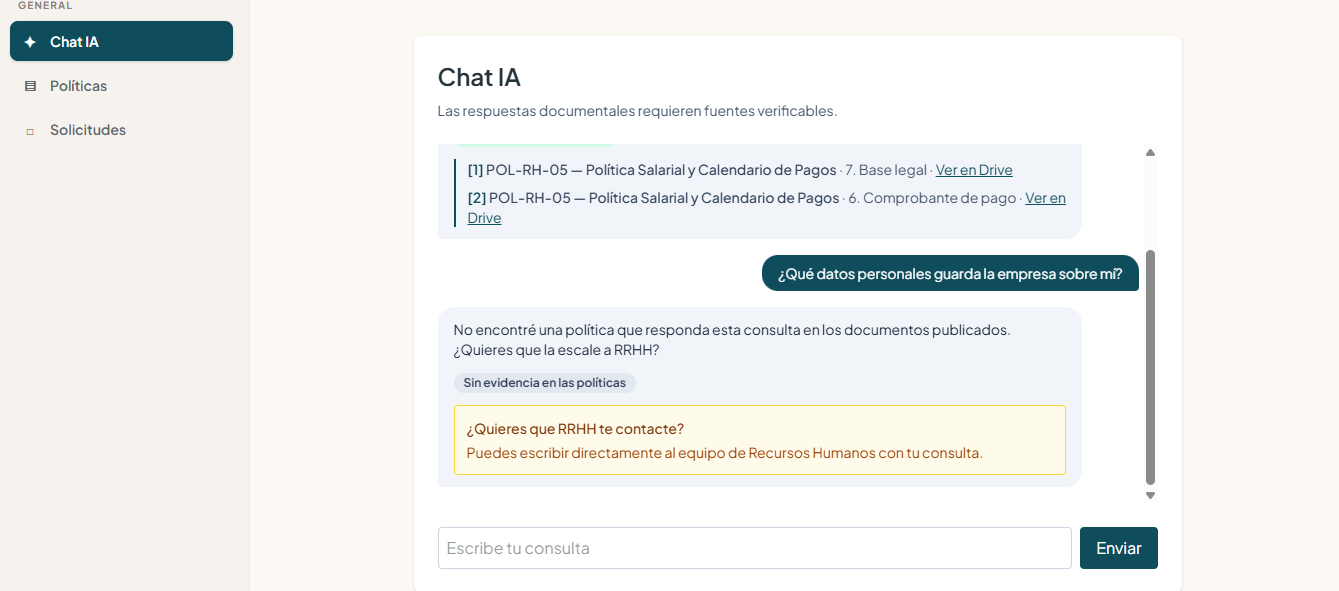 GENERAL
Chat IA
Políticas
Solicitudes
Chat IA
Las respuestas documentales requieren fuentes verificables.
[1] POL-RH-05 — Política Salarial y Calendario de Pagos · 7. Base legal · Ver en Drive
[2] POL-RH-05 — Política Salarial y Calendario de Pagos · 6. Comprobante de pago · Ver en
Drive
¿Qué datos personales guarda la empresa sobre mí?
No encontré una política que responda esta consulta en los documentos publicados.
¿Quieres que la escale a RRHH?
Sin evidencia en las políticas
¿Quieres que RRHH te contacte?
Puedes escribir directamente al equipo de Recursos Humanos con tu consulta.
Escribe tu consulta
Enviar